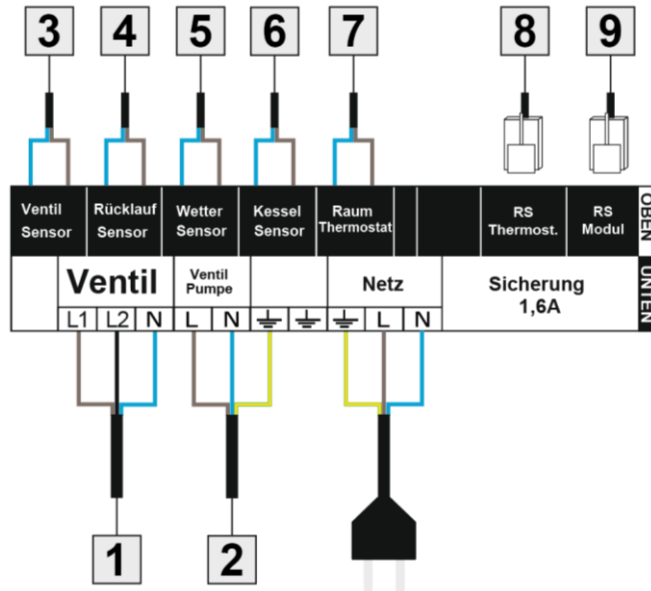 3 4 5 6 7 8 9
Ventil Rücklauf Wetter Kessel Raum RS RS
Sensor Sensor Sensor Sensor Thermostat Thermost. Modul
OBEN
Ventil Ventil Netz Sicherung
Pumpe 1,6A
UNTEN
L1 L2 N L N L N
1 2